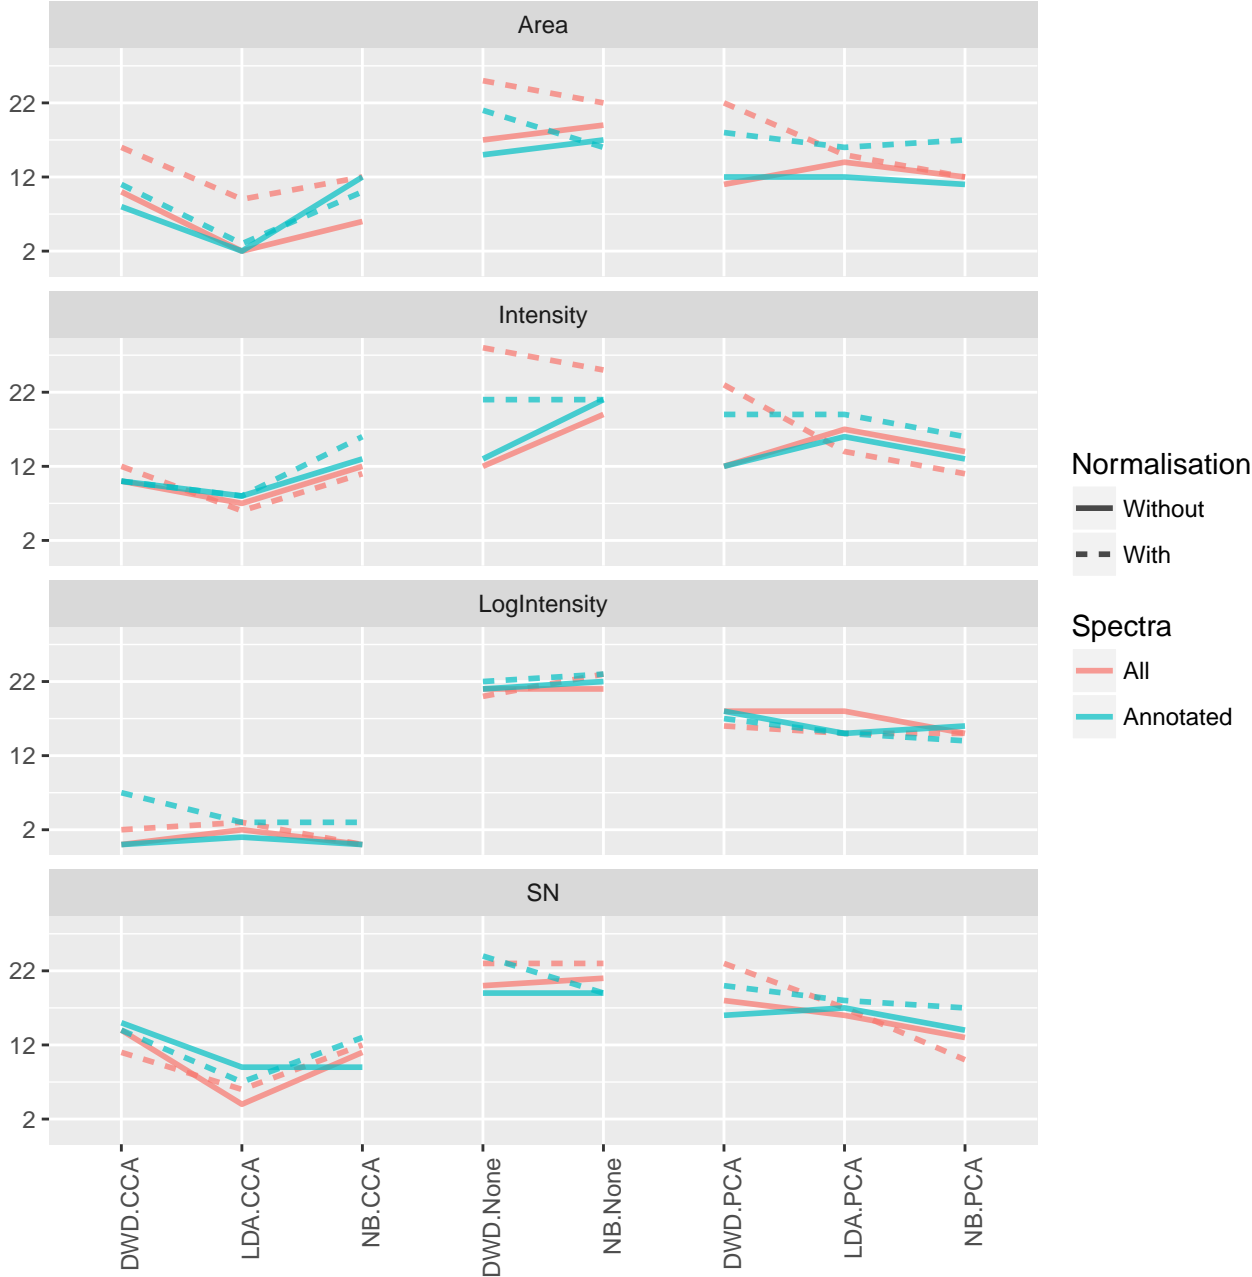 Area
22
12
2
Intensity
22
12
2
LogIntensity
22
12
2
SN
22
12
2
DWD.CCA
LDA.CCA
NB.CCA
DWD.None
NB.None
DWD.PCA
LDA.PCA
NB.PCA
Normalisation
Without
With
Spectra
All
Annotated